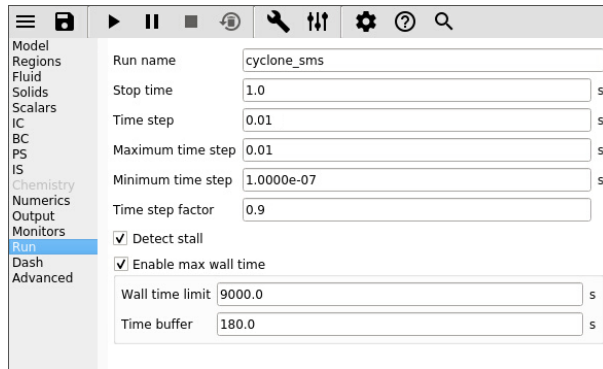 Model
Regions
Fluid
Solids
Scalars
IC
BC
PS
IS
Chemistry
Numerics
Output
Monitors
Run
Dash
Advanced
Run name cyclone_sms
Stop time 1.0 s
Time step 0.01 s
Maximum time step 0.01 s
Minimum time step 1.0000e-07 s
Time step factor 0.9
Detect stall
Enable max wall time
Wall time limit 9000.0 s
Time buffer 180.0 s